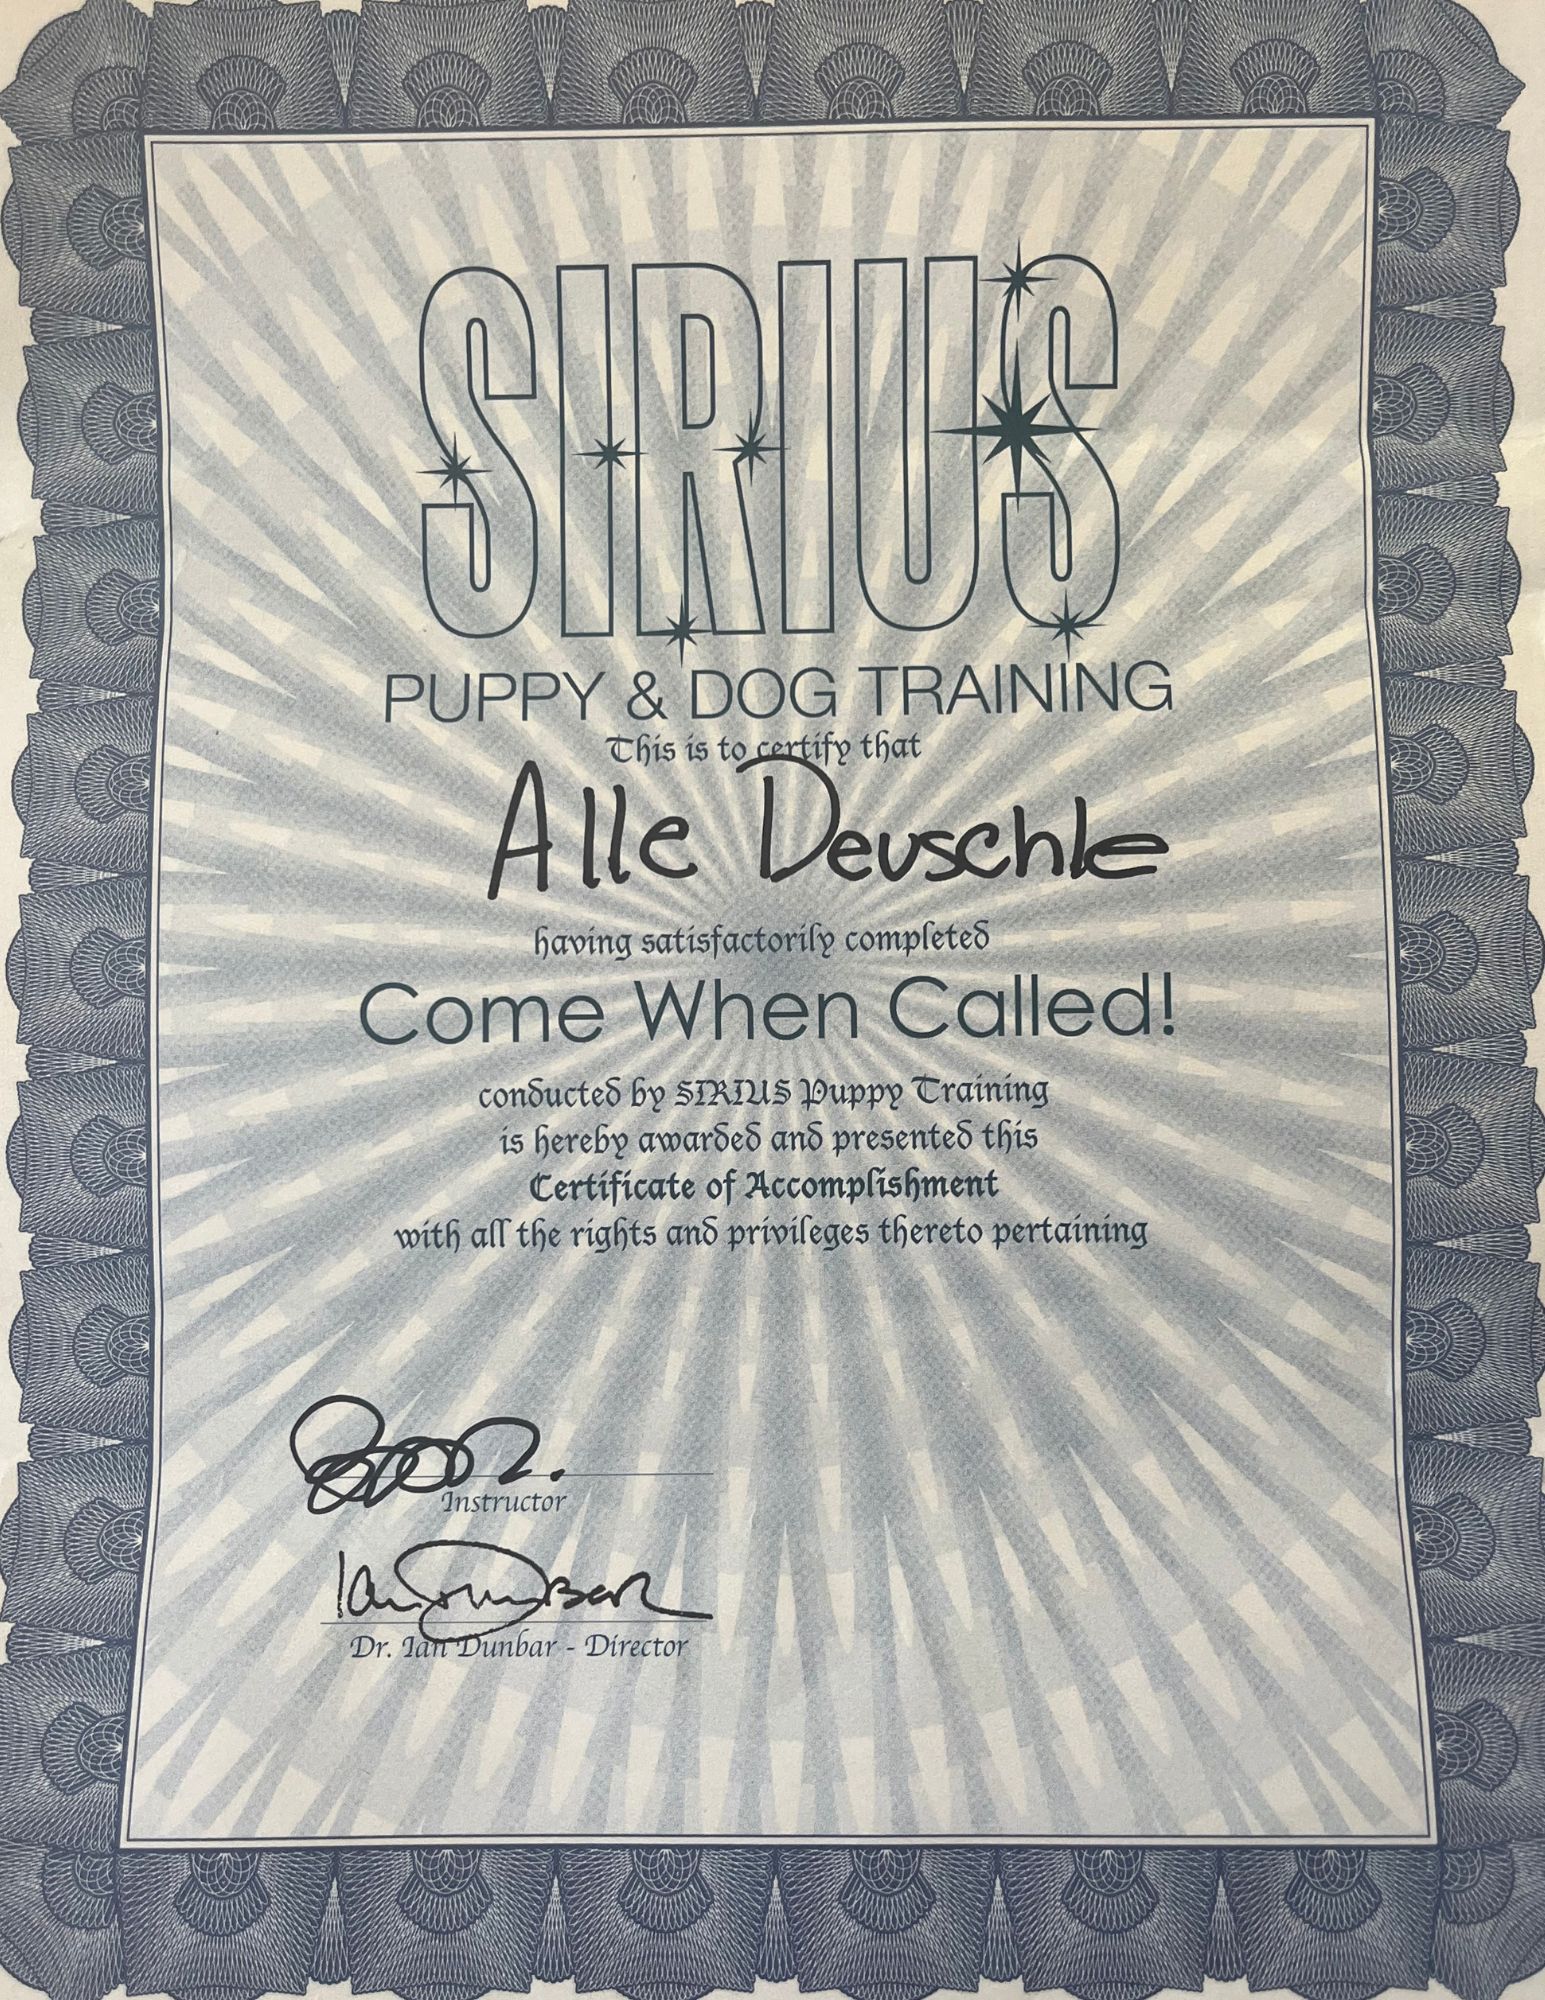 SIRIUS
PUPPY & DOG TRAINING
This is to certify that
Alle Deuschle
having satisfactorily completed
Come When Called!
conducted by SIRIUS Puppy Training
is hereby awarded and presented this
Certificate of Accomplishment
with all the rights and privileges thereto pertaining
Instructor
Ian Dunbar
Dr. Ian Dunbar - Director